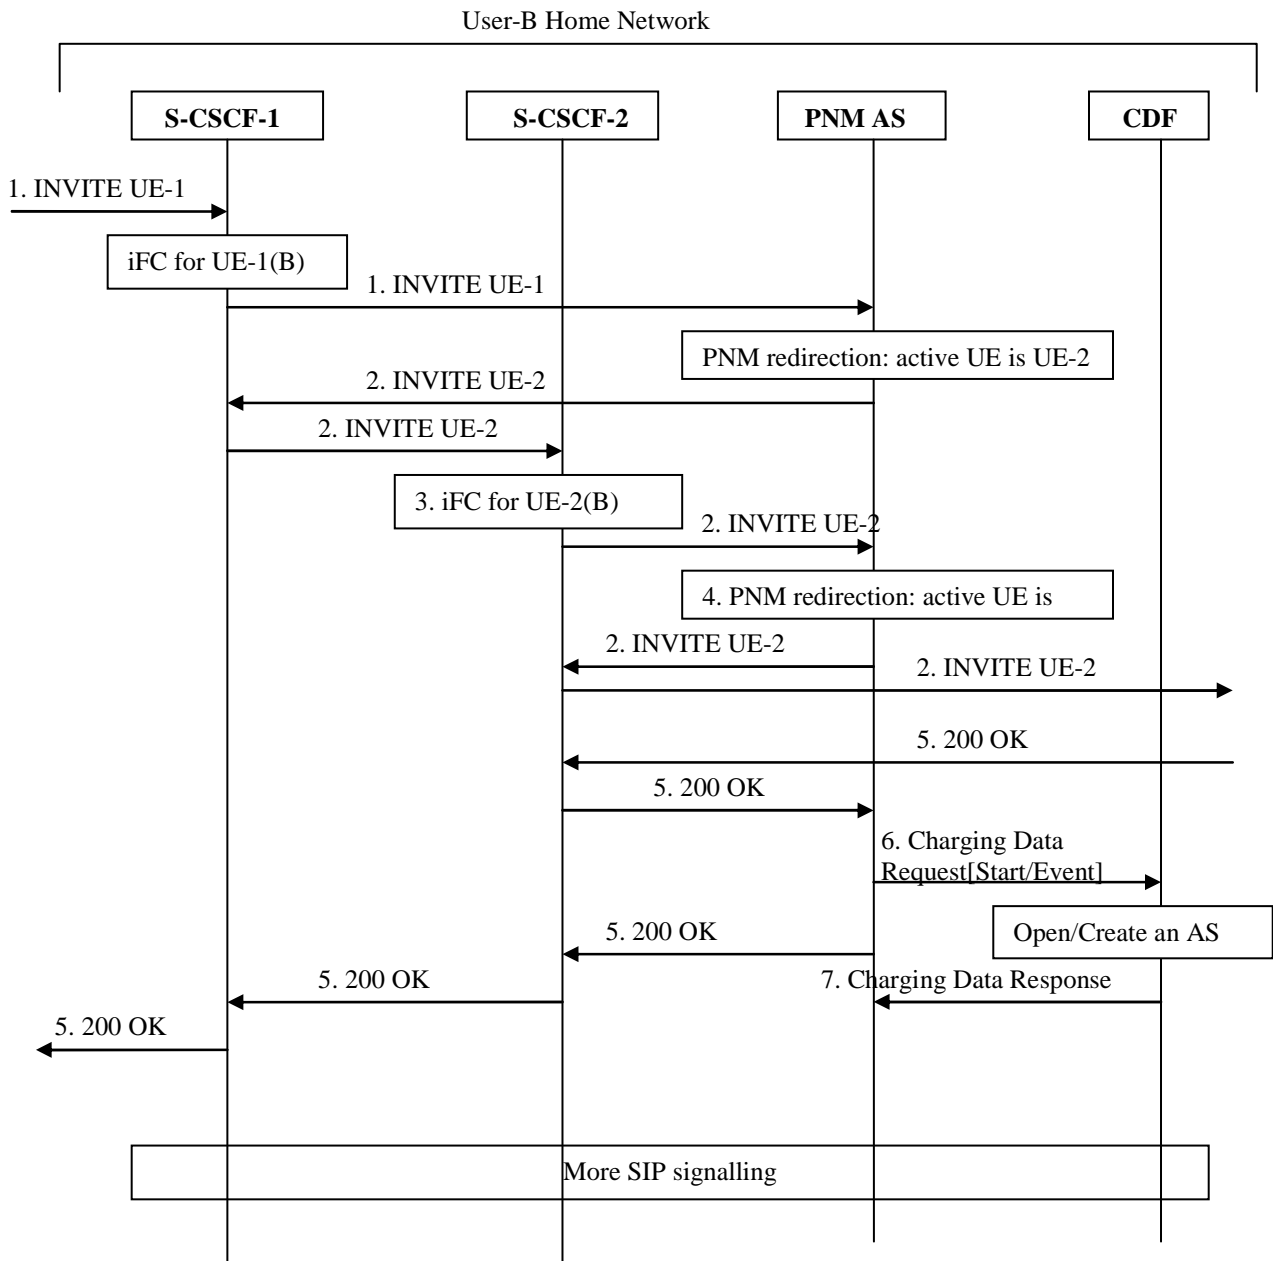 User-B Home Network
S-CSCF-1
S-CSCF-2
PNM AS
CDF
1. INVITE UE-1
iFC for UE-1(B)
1. INVITE UE-1
PNM redirection: active UE is UE-2
2. INVITE UE-2
2. INVITE UE-2
3. iFC for UE-2(B)
2. INVITE UE-2
4. PNM redirection: active UE is
2. INVITE UE-2
2. INVITE UE-2
5. 200 OK
5. 200 OK
6. Charging Data
Request[Start/Event]
Open/Create an AS
5. 200 OK
7. Charging Data Response
5. 200 OK
5. 200 OK
More SIP signalling